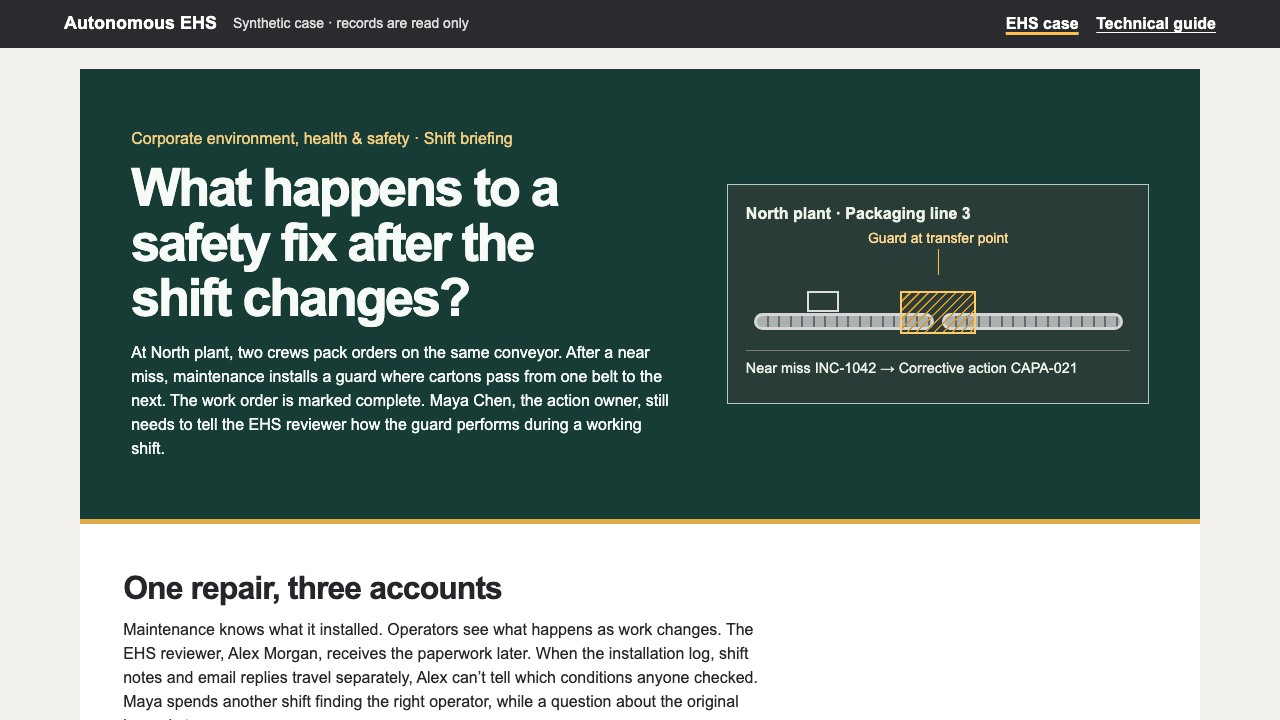 Autonomous EHS
Synthetic case · records are read only
EHS case
Technical guide
Corporate environment, health & safety · Shift briefing
What happens to a
safety fix after the
shift changes?
At North plant, two crews pack orders on the same conveyor. After a near
miss, maintenance installs a guard where cartons pass from one belt to the
next. The work order is marked complete. Maya Chen, the action owner, still
needs to tell the EHS reviewer how the guard performs during a working
shift.
North plant · Packaging line 3
Guard at transfer point
Near miss INC-1042 → Corrective action CAPA-021
One repair, three accounts
Maintenance knows what it installed. Operators see what happens as work changes. The
EHS reviewer, Alex Morgan, receives the paperwork later. When the installation log, shift
notes and email replies travel separately, Alex can’t tell which conditions anyone checked.
Maya spends another shift finding the right operator, while a question about the original